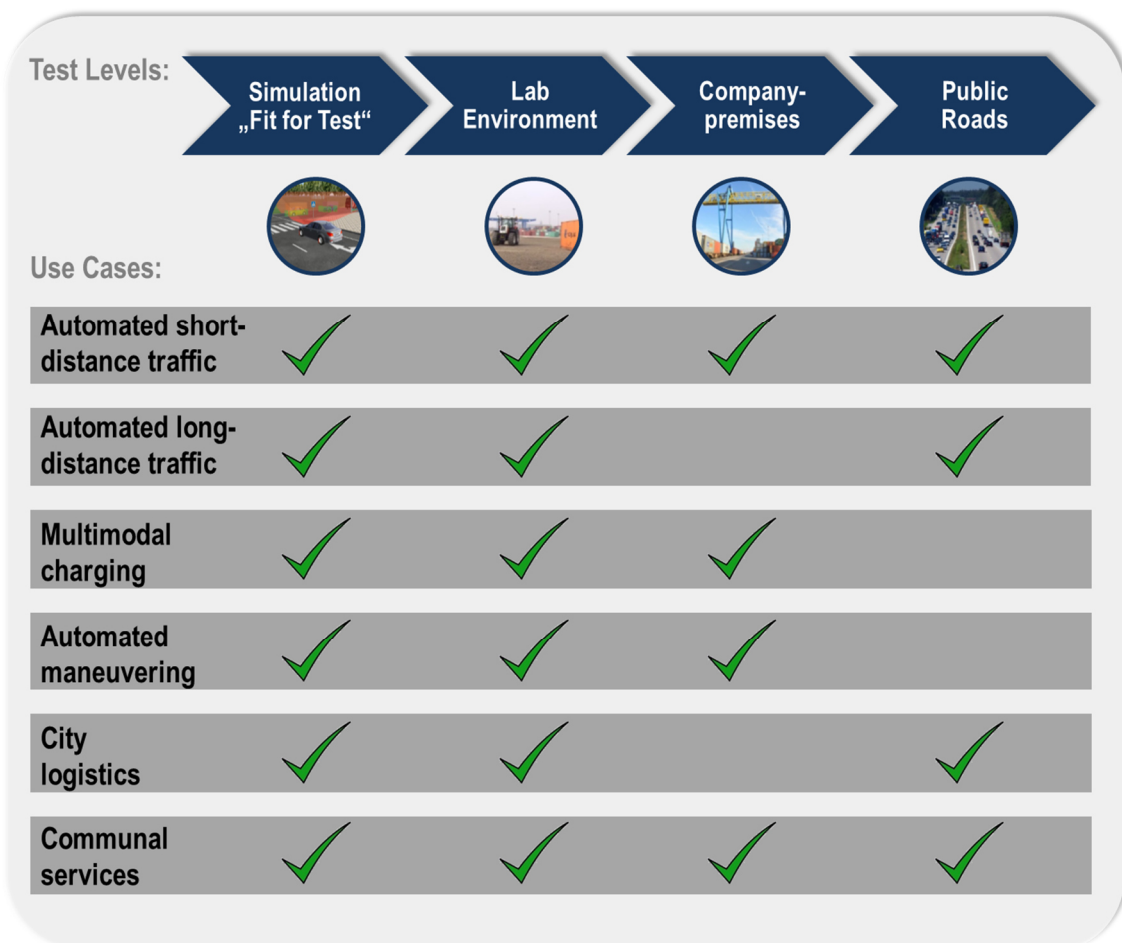 Test Levels:
Simulation
„Fit for Test“
Lab
Environment
Company-
premises
Public
Roads
Use Cases:
Automated short-
distance traffic
Automated long-
distance traffic
Multimodal
charging
Automated
maneuvering
City
logistics
Communal
services